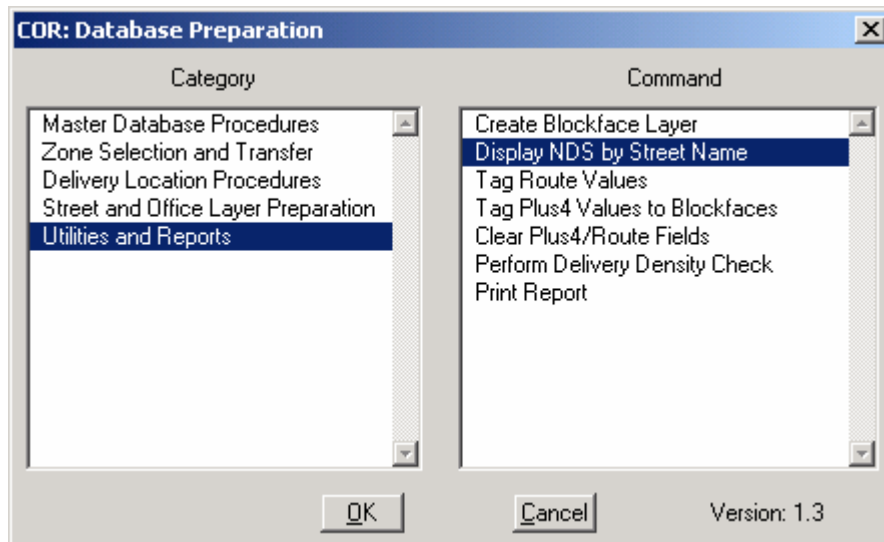 COR: Database Preparation
Category
Command
Master Database Procedures
Zone Selection and Transfer
Delivery Location Procedures
Street and Office Layer Preparation
Utilities and Reports
Create Blockface Layer
Display NDS by Street Name
Tag Route Values
Tag Plus4 Values to Blockfaces
Clear Plus4/Route Fields
Perform Delivery Density Check
Print Report
OK
Cancel
Version: 1.3